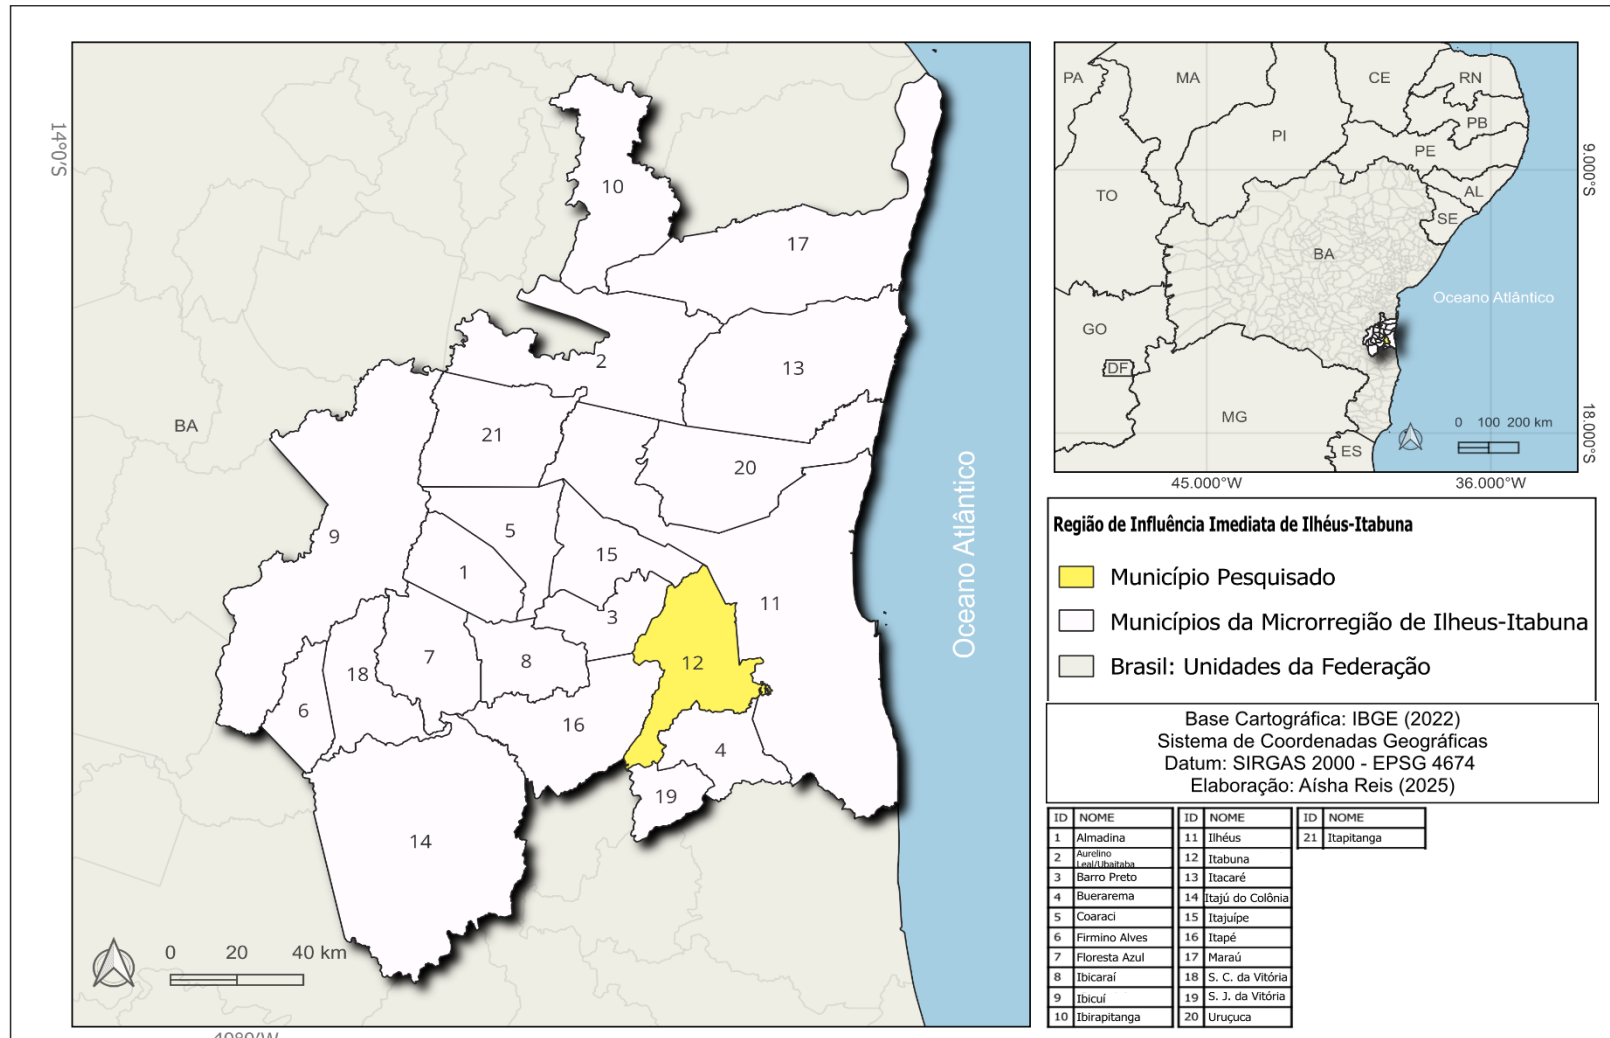 14°0'S
10
17
2
13
BA
21
20
9
5
15
1
3
11
7
8
12
18
6
16
4
19
14
Oceano Atlântico
0 20 40 km
PA
MA
CE
RN
PI
PB
PE
TO
AL
SE
BA
Oceano Atlântico
GO
DF
MG
ES
0 100 200 km
9.000°S
18.000°S
45.000°W
36.000°W
Região de Influência Imediata de Ilhéus-Itabuna
Município Pesquisado
Municípios da Microrregião de Ilheus-Itabuna
Brasil: Unidades da Federação
Base Cartográfica: IBGE (2022)
Sistema de Coordenadas Geográficas
Datum: SIRGAS 2000 - EPSG 4674
Elaboração: Aísha Reis (2025)
ID NOME
1 Almadina
2 Aurelino Leal/Ubaitaba
3 Barro Preto
4 Buerarema
5 Coaraci
6 Firmino Alves
7 Floresta Azul
8 Ibicaraí
9 Ibicuí
10 Ibirapitanga
ID NOME
11 Ilhéus
12 Itabuna
13 Itacaré
14 Itajú do Colônia
15 Itajuípe
16 Itapé
17 Maraú
18 S. C. da Vitória
19 S. J. da Vitória
20 Uruçuca
ID NOME
21 Itapitanga